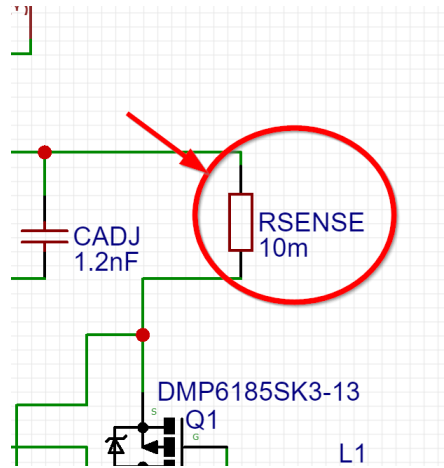 RSENSE
10m
CADJ
1.2nF
DMP6185SK3-13
S
Q1
G
L1